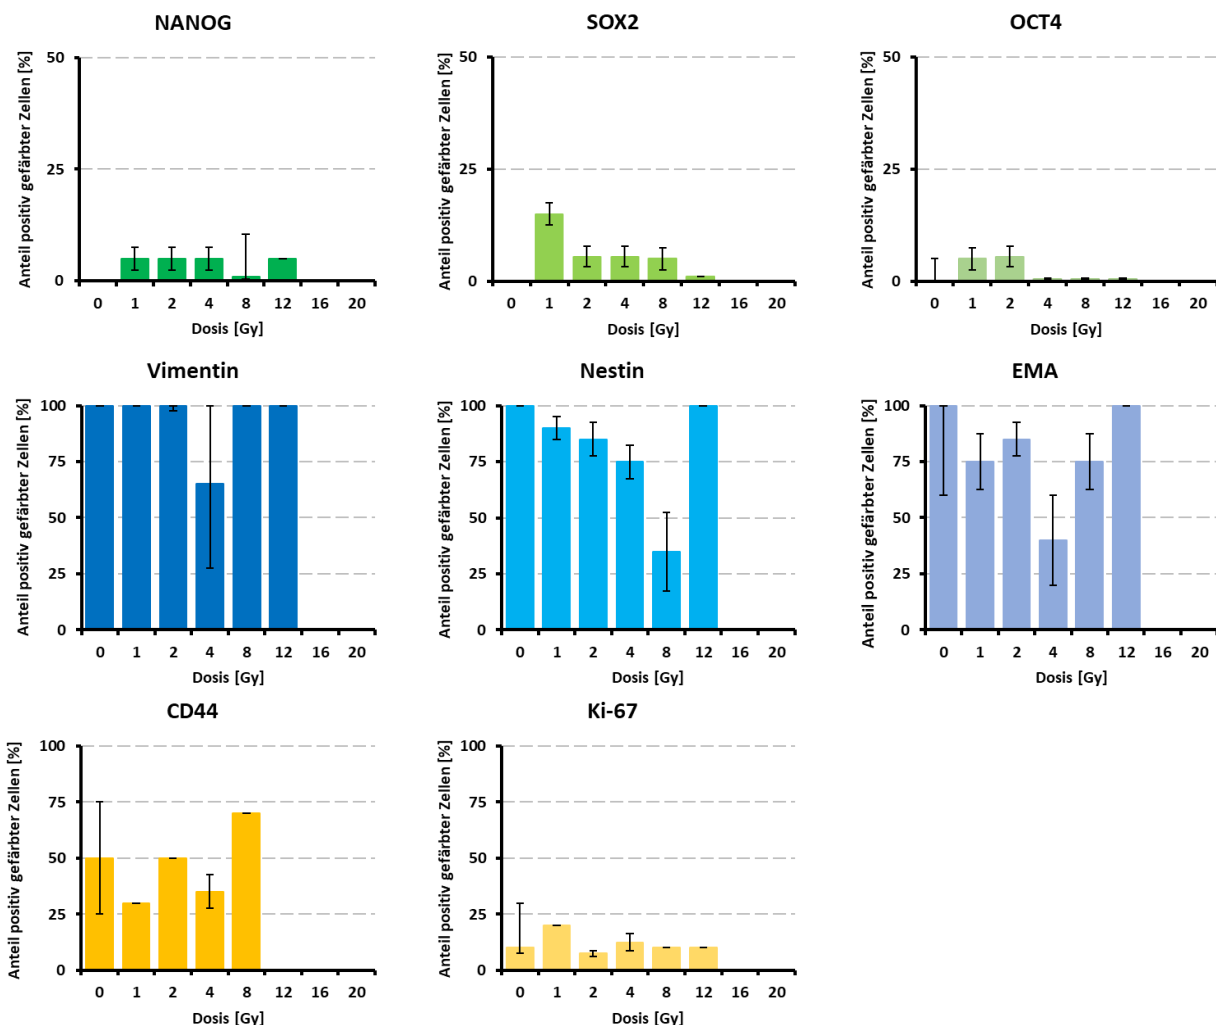 NANOG
Anteil positiv gefärbter Zellen [%]
50
25
0
0 1 2 4 8 12 16 20
Dosis [Gy]
SOX2
Anteil positiv gefärbter Zellen [%]
50
25
0
0 1 2 4 8 12 16 20
Dosis [Gy]
OCT4
Anteil positiv gefärbter Zellen [%]
50
25
0
0 1 2 4 8 12 16 20
Dosis [Gy]
Vimentin
Anteil positiv gefärbter Zellen [%]
100
75
50
25
0
0 1 2 4 8 12 16 20
Dosis [Gy]
Nestin
Anteil positiv gefärbter Zellen [%]
100
75
50
25
0
0 1 2 4 8 12 16 20
Dosis [Gy]
EMA
Anteil positiv gefärbter Zellen [%]
100
75
50
25
0
0 1 2 4 8 12 16 20
Dosis [Gy]
CD44
Anteil positiv gefärbter Zellen [%]
100
75
50
25
0
0 1 2 4 8 12 16 20
Dosis [Gy]
Ki-67
Anteil positiv gefärbter Zellen [%]
100
75
50
25
0
0 1 2 4 8 12 16 20
Dosis [Gy]